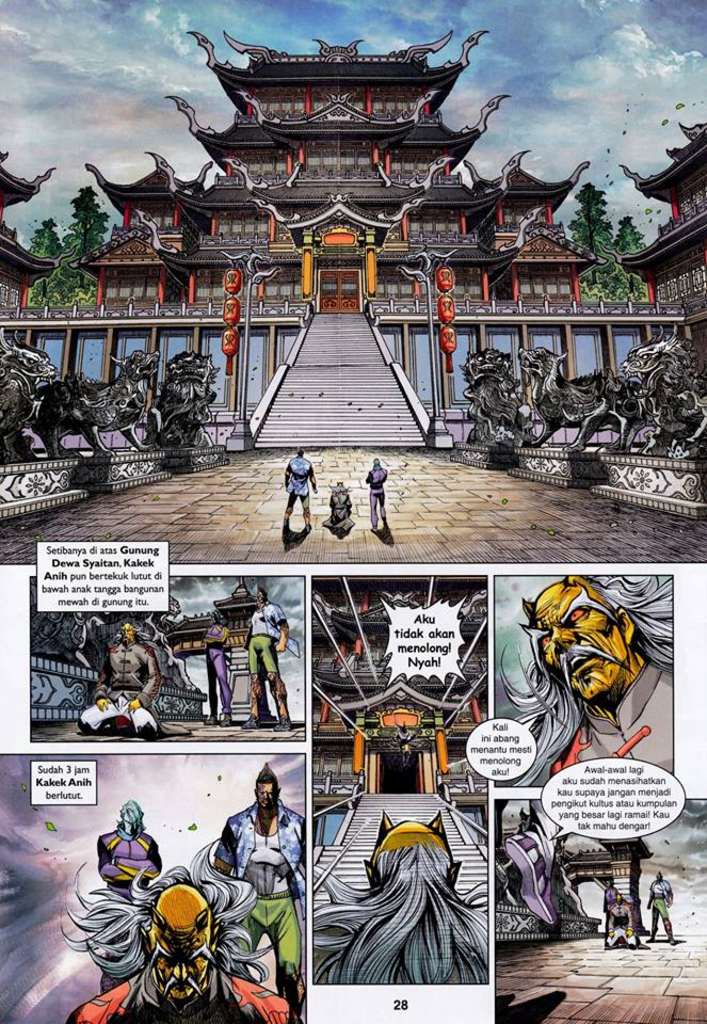 Setibanya di atas Gunung
Dewa Syaitan, Kakek
Anih pun bertekuk lutut di
bawah anak tangga bangunan
mewah di gunung itu.
Sudah 3 jam
Kakek Anih
berlutut.
Aku
tidak akan
menolong!
Nyah!
Kali
ini abang
menantu mesti
menolong
aku!
Awal-awal lagi
aku sudah menasihatkan
kau supaya jangan menjadi
pengikut kultus atau kumpulan
yang lebih besar lagi ramai! Kau
tak mahu dengar!
28